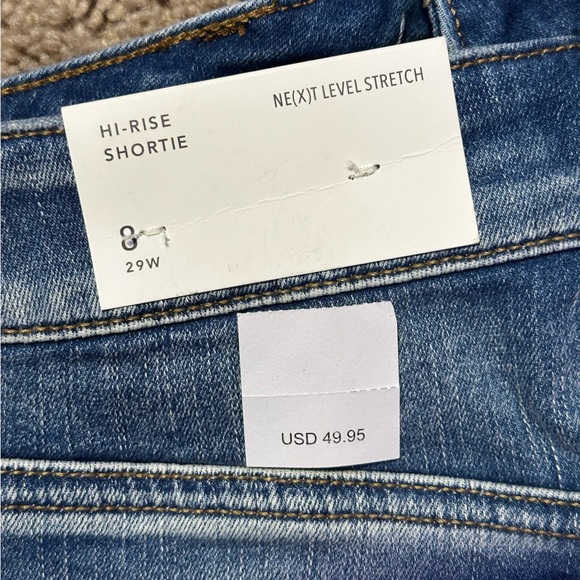 NE(X)T LEVEL STRETCH
HI-RISE
SHORTIE
8
29W
USD 49.95